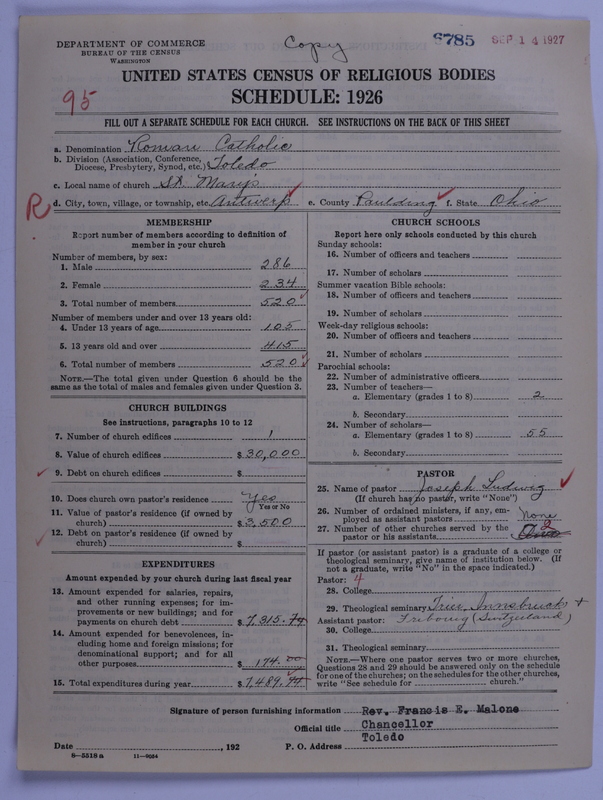 DEPARTMENT OF COMMERCE
BUREAU OF THE CENSUS
WASHINGTON
Copy
6785
SEP 14 1927
UNITED STATES CENSUS OF RELIGIOUS BODIES
95
SCHEDULE: 1926
FILL OUT A SEPARATE SCHEDULE FOR EACH CHURCH. SEE INSTRUCTIONS ON THE BACK OF THIS SHEET
a. Denomination Roman Catholic
b. Division (Association, Conference, Diocese, Presbytery, Synod, etc.) Toledo
c. Local name of church St. Mary's
R
d. City, town, village, or township, etc. Antwerp e. County Paulding f. State Ohio
MEMBERSHIP
Report number of members according to definition of
member in your church
Number of members, by sex:
1. Male 286
2. Female 234
3. Total number of members 520
Number of members under and over 13 years old:
4. Under 13 years of age 105
5. 13 years old and over 415
6. Total number of members 520
NOTE.—The total given under Question 6 should be the
same as the total of males and females given under Question 3.
CHURCH BUILDINGS
See instructions, paragraphs 10 to 12
7. Number of church edifices 1
8. Value of church edifices $30,000
9. Debt on church edifices $
10. Does church own pastor's residence Yes
Yes or No
11. Value of pastor's residence (if owned by
church) $3,500
12. Debt on pastor's residence (if owned by
church) $
EXPENDITURES
Amount expended by your church during last fiscal year
13. Amount expended for salaries, repairs,
and other running expenses; for im-
provements or new buildings; and for
payments on church debt $7,315.74
14. Amount expended for benevolences, in-
cluding home and foreign missions; for
denominational support; and for all
other purposes 174.00
15. Total expenditures during year $7,489.74
CHURCH SCHOOLS
Report here only schools conducted by this church
Sunday schools:
16. Number of officers and teachers
17. Number of scholars
Summer vacation Bible schools:
18. Number of officers and teachers
19. Number of scholars
Week-day religious schools:
20. Number of officers and teachers
21. Number of scholars
Parochial schools:
22. Number of administrative officers
23. Number of teachers—
a. Elementary (grades 1 to 8) 2
b. Secondary
24. Number of scholars—
a. Elementary (grades 1 to 8) 55
b. Secondary
PASTOR
25. Name of pastor Joseph Ludwig
(If church has no pastor, write "None")
26. Number of ordained ministers, if any, em-
ployed as assistant pastors None
27. Number of other churches served by the
pastor or his assistants 2
If pastor (or assistant pastor) is a graduate of a college or
theological seminary, give name of institution below. (If
not a graduate, write "No" in the space indicated.)
Pastor: 4
28. College
29. Theological seminary Trier, Innsbruck +
Assistant pastor: Fribourg (Switzerland)
30. College
31. Theological seminary
NOTE.—Where one pastor serves two or more churches,
Questions 28 and 29 should be answered only on the schedule
for one of the churches; on the schedules for the other churches,
write "See schedule for church."
Signature of person furnishing information Rev. Francis E. Malone
Official title Chancellor
Date , 192 P. O. Address Toledo
8—5518a 11—9084